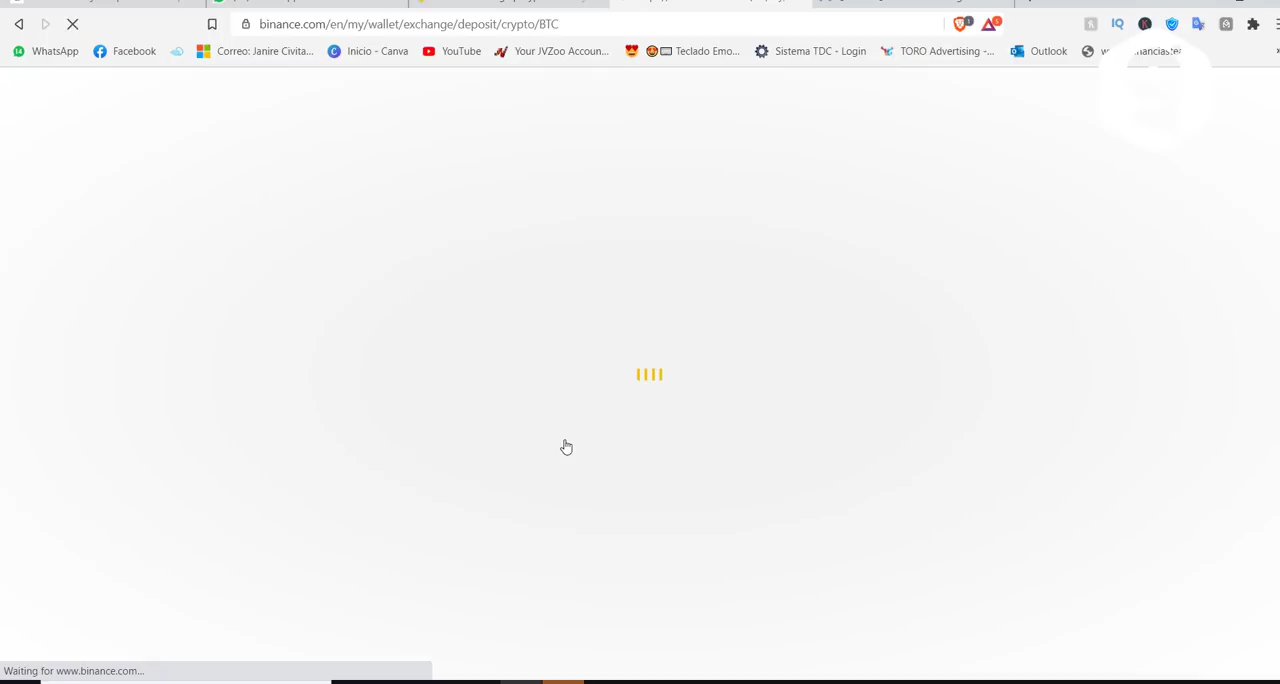 binance.com/en/my/wallet/exchange/deposit/crypto/BTC
WhatsApp Facebook Correo: Janire Civita... Inicio - Canva YouTube Your JVZoo Accoun... Teclado Emo... Sistema TDC - Login TORO Advertising -... Outlook
Waiting for www.binance.com...